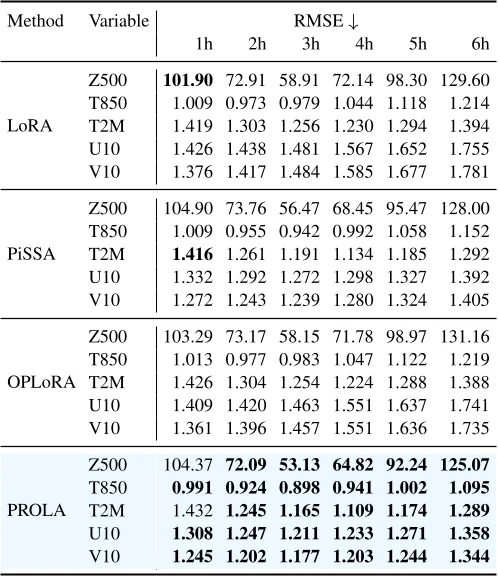 Method Variable RMSE ↓
1h 2h 3h 4h 5h 6h
Z500 101.90 72.91 58.91 72.14 98.30 129.60
T850 1.009 0.973 0.979 1.044 1.118 1.214
LoRA T2M 1.419 1.303 1.256 1.230 1.294 1.394
U10 1.426 1.438 1.481 1.567 1.652 1.755
V10 1.376 1.417 1.484 1.585 1.677 1.781
Z500 104.90 73.76 56.47 68.45 95.47 128.00
T850 1.009 0.955 0.942 0.992 1.058 1.152
PiSSA T2M 1.416 1.261 1.191 1.134 1.185 1.292
U10 1.332 1.292 1.272 1.298 1.327 1.392
V10 1.272 1.243 1.239 1.280 1.324 1.405
Z500 103.29 73.17 58.15 71.78 98.97 131.16
T850 1.013 0.977 0.983 1.047 1.122 1.219
OPLoRA T2M 1.426 1.304 1.254 1.224 1.288 1.388
U10 1.409 1.420 1.463 1.551 1.637 1.741
V10 1.361 1.396 1.457 1.551 1.636 1.735
Z500 104.37 72.09 53.13 64.82 92.24 125.07
T850 0.991 0.924 0.898 0.941 1.002 1.095
PROLA T2M 1.432 1.245 1.165 1.109 1.174 1.289
U10 1.308 1.247 1.211 1.233 1.271 1.358
V10 1.245 1.202 1.177 1.203 1.244 1.344